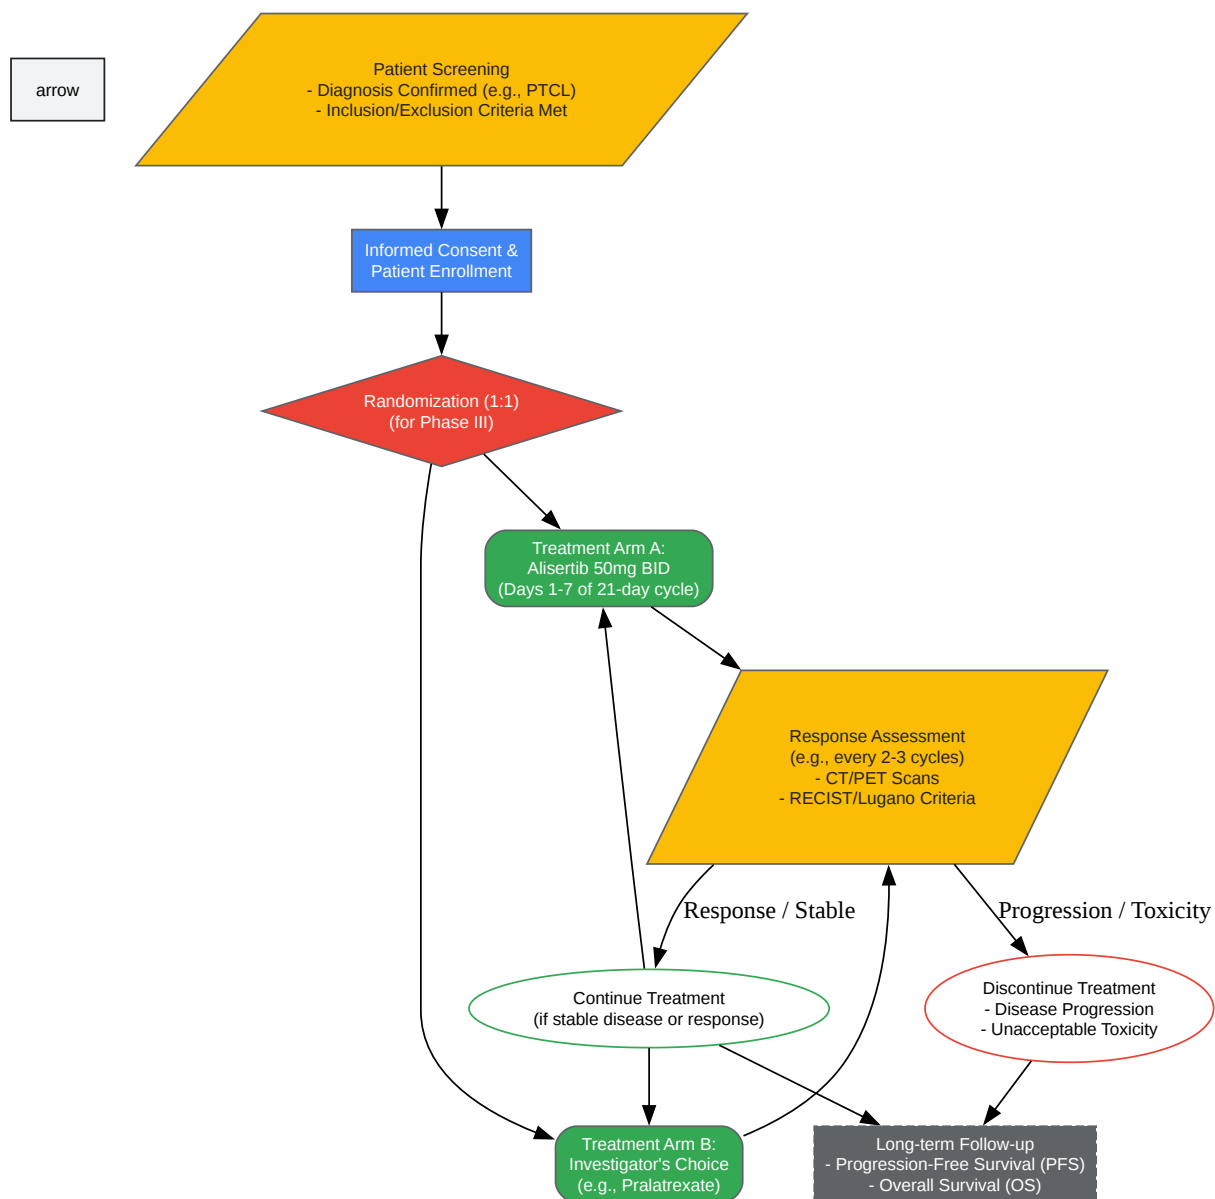 arrow
Patient Screening
- Diagnosis Confirmed (e.g., PTCL)
- Inclusion/Exclusion Criteria Met
Informed Consent &
Patient Enrollment
Randomization (1:1)
(for Phase III)
Treatment Arm A:
Alisertib 50mg BID
(Days 1-7 of 21-day cycle)
Response Assessment
(e.g., every 2-3 cycles)
- CT/PET Scans
- RECIST/Lugano Criteria
Response / Stable
Progression / Toxicity
Continue Treatment
(if stable disease or response)
Discontinue Treatment
- Disease Progression
- Unacceptable Toxicity
Treatment Arm B:
Investigator's Choice
(e.g., Pralatrexate)
Long-term Follow-up
- Progression-Free Survival (PFS)
- Overall Survival (OS)